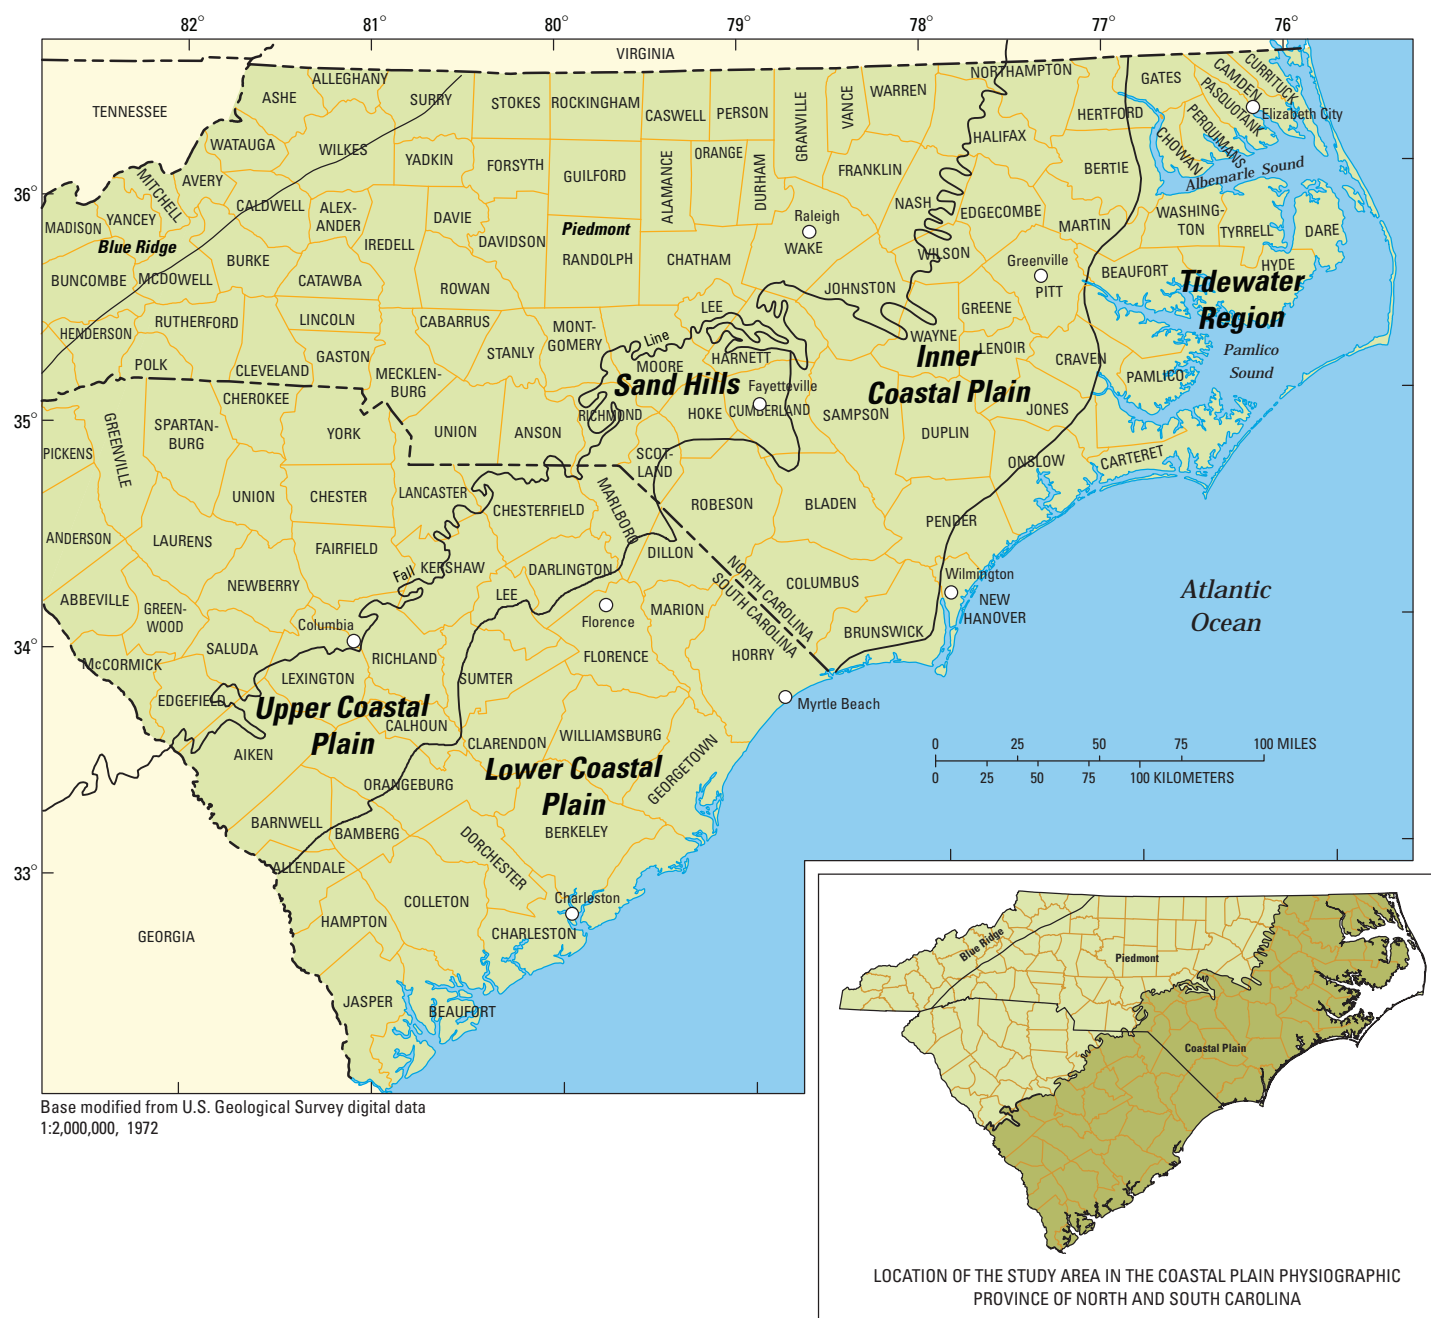 82°
81°
80°
79°
78°
77°
76°
VIRGINIA
TENNESSEE
ALLEGHANY
ASHE
SURRY
STOKES
ROCKINGHAM
CASWELL
PERSON
GRANVILLE
VANCE
WARREN
NORTHAMPTON
GATES
CAMDEN
CURRITUCK
PASQUOTANK
PERQUIMANS
CHOWAN
Elizabeth City
HERTFORD
HALIFAX
WATAUGA
WILKES
YADKIN
FORSYTH
GUILFORD
ALAMANCE
ORANGE
DURHAM
FRANKLIN
BERTIE
Albemarle Sound
36°
MITCHELL
AVERY
YANCEY
MADISON
CALDWELL
ALEX-
ANDER
DAVIE
IREDELL
DAVIDSON
Piedmont
RANDOLPH
CHATHAM
Raleigh
WAKE
NASH
EDGECOMBE
MARTIN
WASHING-
TON
TYRRELL
DARE
Blue Ridge
BUNCOMBE
MCDOWELL
BURKE
CATAWBA
ROWAN
WILSON
Greenville
PITT
BEAUFORT
HYDE
Tidewater
Region
JOHNSTON
GREENE
LEE
HENDERSON
RUTHERFORD
LINCOLN
CABARRUS
MONT-
GOMERY
STANLY
Line
MOORE
HARNETT
WAYNE
LENOIR
Inner
Coastal Plain
CRAVEN
Pamlico
Sound
PAMLICO
POLK
CLEVELAND
GASTON
MECKLEN-
BURG
Sand Hills
Fayetteville
CHEROKEE
35°
GREENVILLE
SPARTAN-
BURG
PICKENS
YORK
UNION
ANSON
RICHMOND
HOKE
CUMBERLAND
SAMPSON
DUPLIN
JONES
ONSLOW
CARTERET
SCOT-
LAND
UNION
CHESTER
LANCASTER
CHESTERFIELD
MARLBORO
ROBESON
BLADEN
PENDER
ANDERSON
LAURENS
FAIRFIELD
Fall
KERSHAW
DARLINGTON
DILLON
NORTH CAROLINA
SOUTH CAROLINA
COLUMBUS
Wilmington
NEW
HANOVER
Atlantic
Ocean
ABBEVILLE
GREEN-
WOOD
NEWBERRY
LEE
Florence
MARION
BRUNSWICK
34°
Columbia
SALUDA
RICHLAND
FLORENCE
HORRY
McCORMICK
LEXINGTON
SUMTER
EDGEFIELD
Myrtle Beach
Upper Coastal
Plain
CALHOUN
AIKEN
CLARENDON
WILLIAMSBURG
GEORGETOWN
ORANGEBURG
Lower Coastal
Plain
0
25
50
75
100 MILES
0
25
50
75
100 KILOMETERS
BARNWELL
BAMBERG
BERKELEY
33°
ALLENDALE
DORCHESTER
COLLETON
Charleston
HAMPTON
CHARLESTON
GEORGIA
JASPER
BEAUFORT
Base modified from U.S. Geological Survey digital data
1:2,000,000, 1972
Blue Ridge
Piedmont
Coastal Plain
LOCATION OF THE STUDY AREA IN THE COASTAL PLAIN PHYSIOGRAPHIC
PROVINCE OF NORTH AND SOUTH CAROLINA